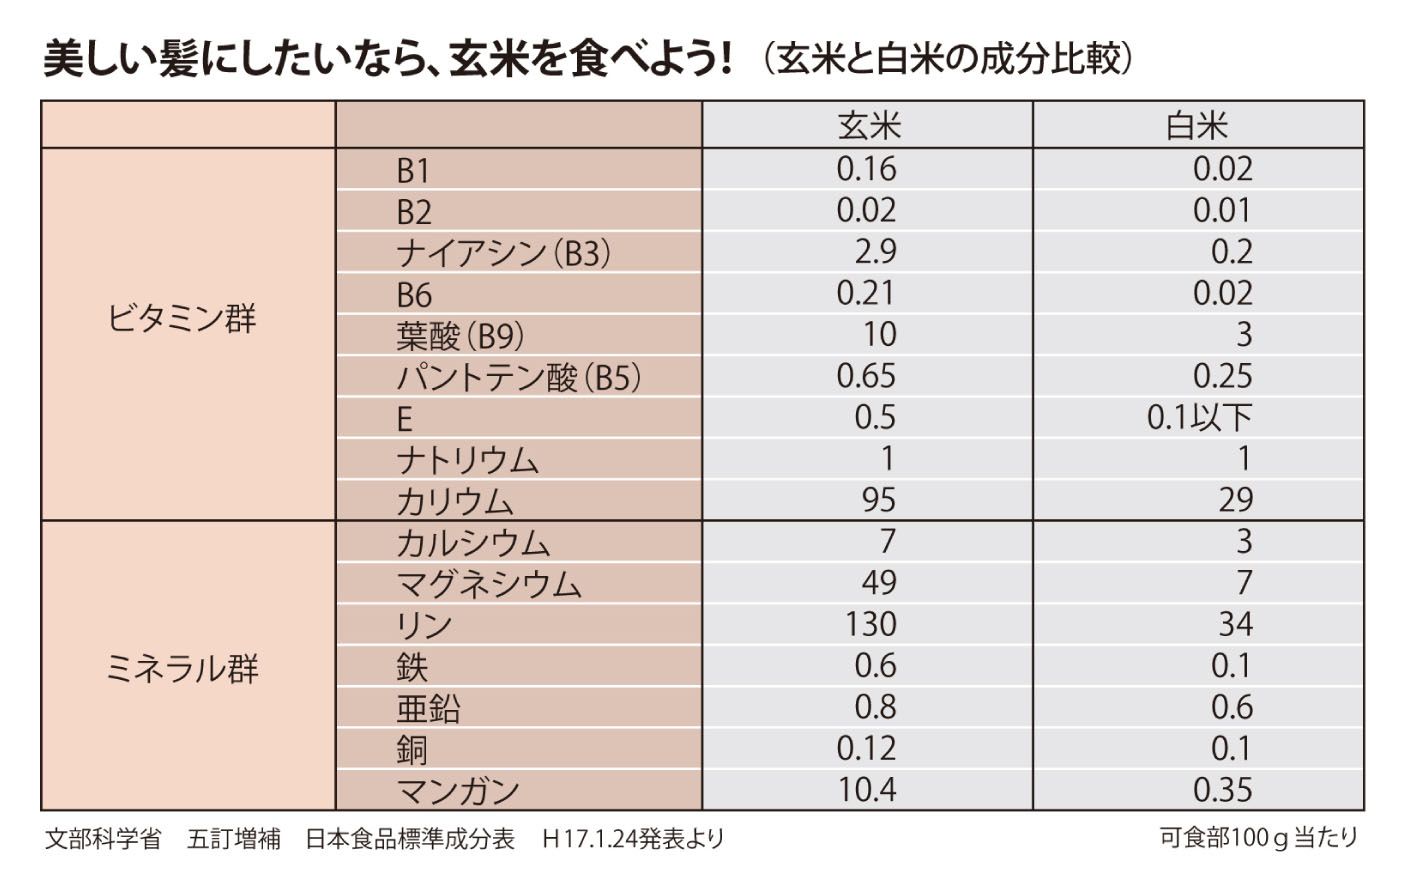 美しい髪にしたいなら、玄米を食べよう！（玄米と白米の成分比較）
玄米 白米
ビタミン群
B1 0.16 0.02
B2 0.02 0.01
ナイアシン（B3） 2.9 0.2
B6 0.21 0.02
葉酸（B9） 10 3
パントテン酸（B5） 0.65 0.25
E 0.5 0.1以下
ナトリウム 1 1
カリウム 95 29
ミネラル群
カルシウム 7 3
マグネシウム 49 7
リン 130 34
鉄 0.6 0.1
亜鉛 0.8 0.6
銅 0.12 0.1
マンガン 10.4 0.35
文部科学省　五訂増補　日本食品標準成分表　H17.1.24発表より 可食部100ｇ当たり